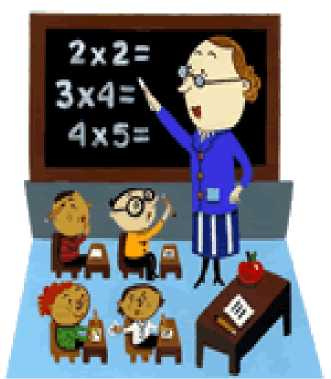 2x2=
3x4=
4x5=